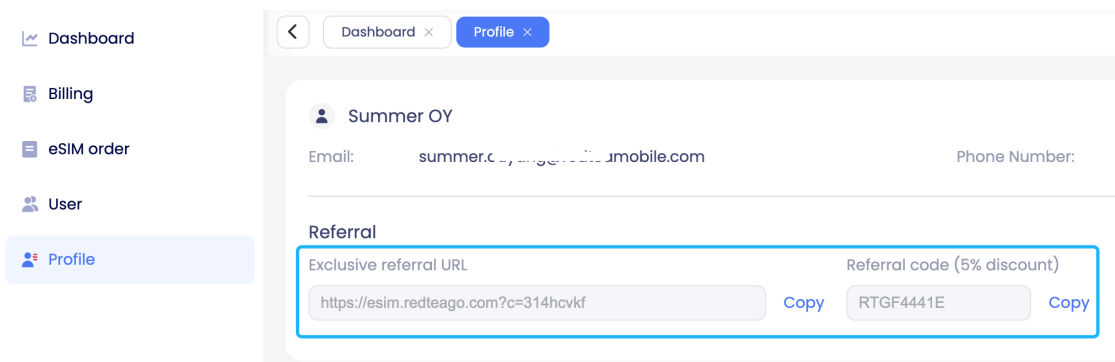 Dashboard
Billing
eSIM order
User
Profile
Dashboard ×
Profile ×
Summer OY
Email:
Phone Number:
Referral
Exclusive referral URL
Referral code (5% discount)
https://esim.redteago.com?c=314hcvkf
Copy
RTGF4441E
Copy